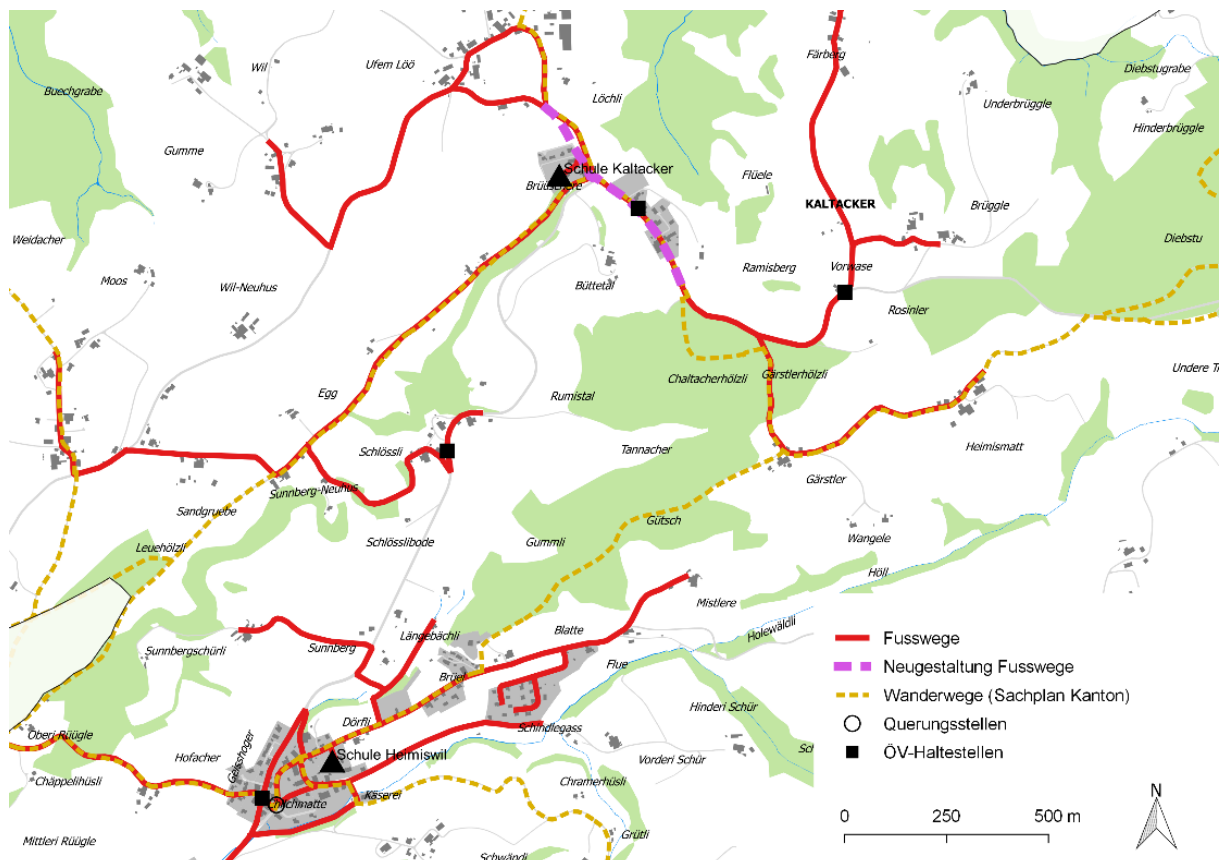 Färberg
Wil
Ufem Löö
Diebstugrabe
Buechgrabe
Löchli
Underbrüggle
Hinderbrüggle
Gumme
Schule Kaltacker
Flüele
KALTACKER
Brüggle
Weidacher
Diebstu
Moos
Wil-Neuhus
Büttetal
Ramisberg
Vorwase
Rosinler
Undere
Chaltacherhölzli
Gärstlerhölzli
Egg
Rumistal
Schlössli
Tannacher
Heimismatt
Gärstler
Sunnberg-Neuhus
Sandgruebe
Gütsch
Schlösslibode
Gummli
Wangele
Leuehölzli
Höll
Mistlere
Holewäldli
Sunnbergschürli
Sunnberg
Längebächli
Blatte
Flue
Brüel
Hinderi Schür
Oberi Rüügle
Dörfli
Schindlegass
Hofacher
Geisshoger
Schule Heimiswil
Vorderi Schür
Chäppelihüsli
Chramerhüsli
Käserei
Chilchmatte
Grütli
Mittleri Rüügle
Schwändi
Fusswege
Neugestaltung Fusswege
Wanderwege (Sachplan Kanton)
Querungsstellen
ÖV-Haltestellen
N
0 250 500 m